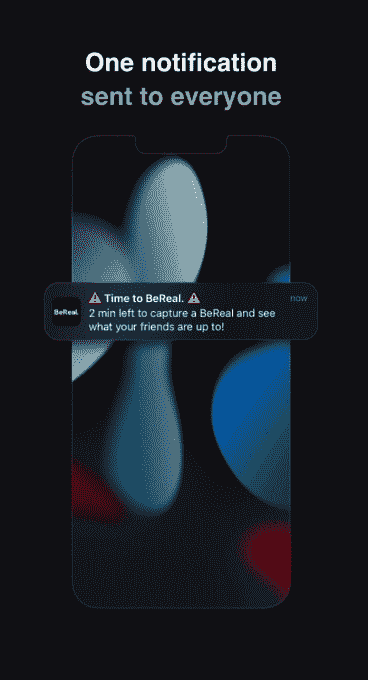 One notification
sent to everyone
BeReal.
⚠️ Time to BeReal. ⚠️
now
2 min left to capture a BeReal and see
what your friends are up to!